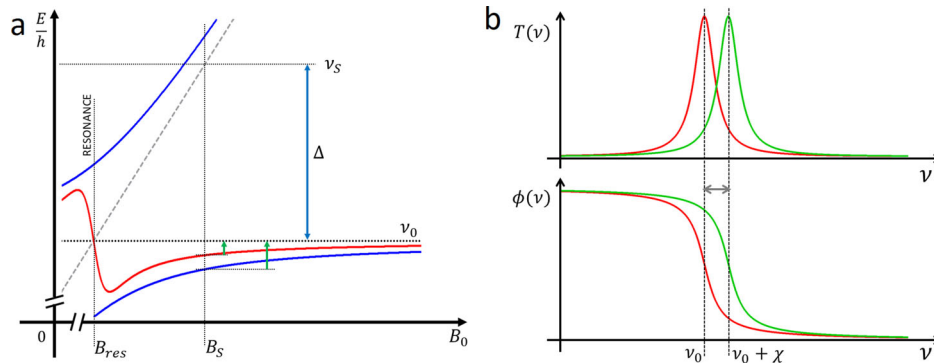 a
E/h
ν_S
RESONANCE
Δ
ν_0
0
B_res
B_S
B_0
b
T(ν)
ν
ϕ(ν)
ν_0
ν_0 + χ
ν